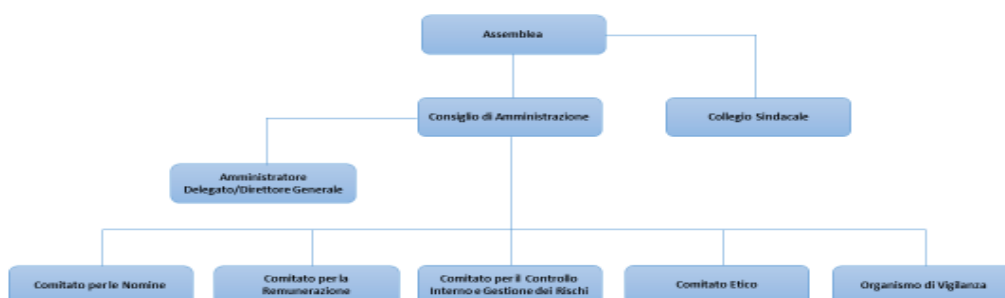 Assemblea
Consiglio di Amministrazione
Collegio Sindacale
Amministratore
Delegato/Direttore Generale
Comitato per le Nomine
Comitato per la
Remunerazione
Comitato per il Controllo
Interno e Gestione dei Rischi
Comitato Etico
Organismo di Vigilanza